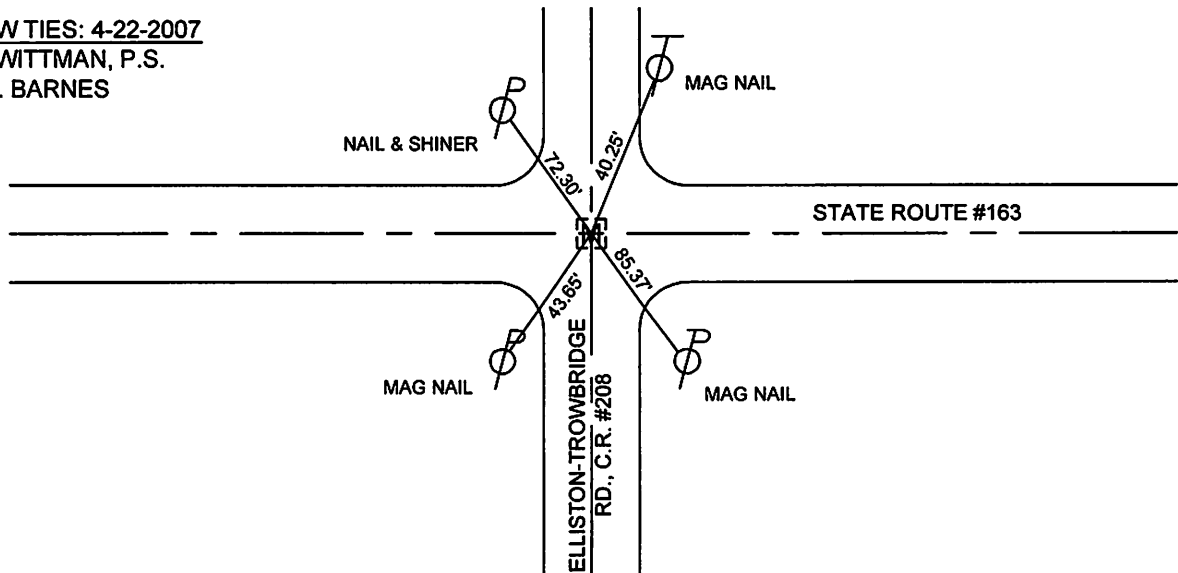 W TIES: 4-22-2007
WITTMAN, P.S.
. BARNES
P
NAIL & SHINER
72.30'
T
MAG NAIL
40.25'
STATE ROUTE #163
43.65'
85.37'
P
MAG NAIL
P
MAG NAIL
ELLISTON-TROWBRIDGE
RD., C.R. #208